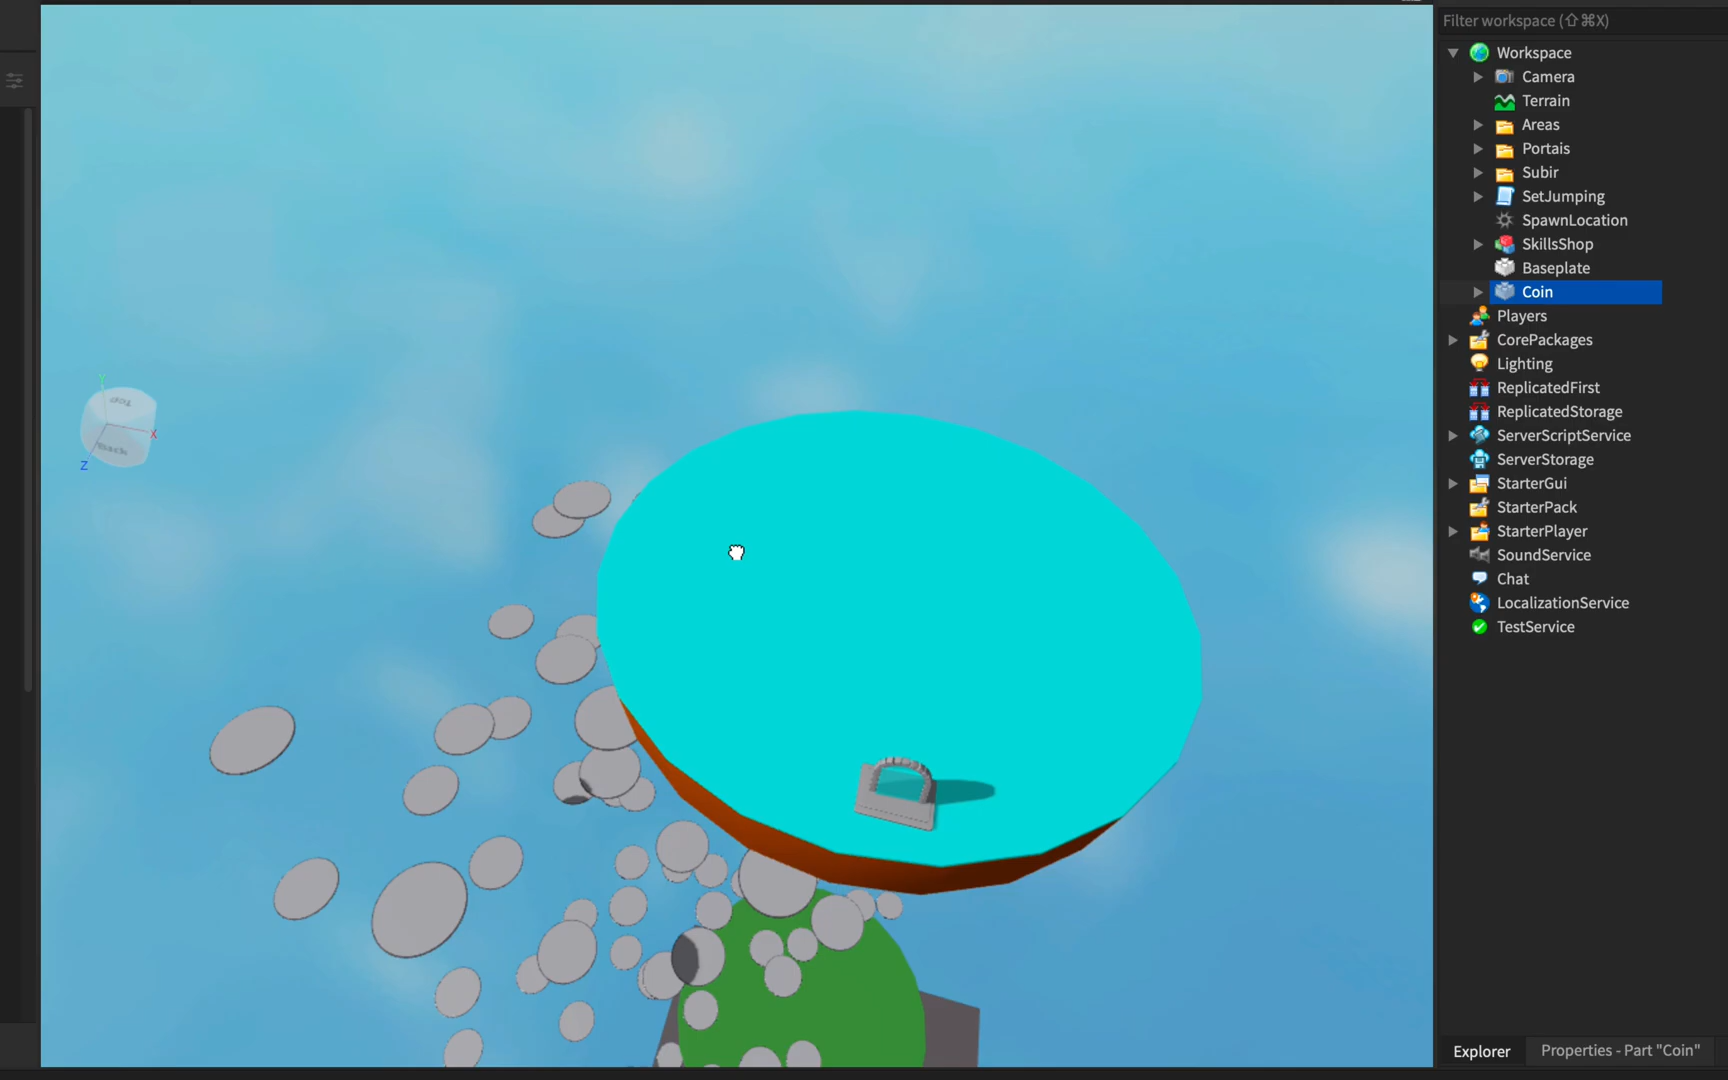 Filter workspace (⇧⌘X)
Workspace
Camera
Terrain
Areas
Portais
Subir
SetJumping
SpawnLocation
SkillsShop
Baseplate
Coin
Players
CorePackages
Lighting
ReplicatedFirst
ReplicatedStorage
ServerScriptService
ServerStorage
StarterGui
StarterPack
StarterPlayer
SoundService
Chat
LocalizationService
TestService
Y
X
Z
Explorer
Properties - Part "Coin"